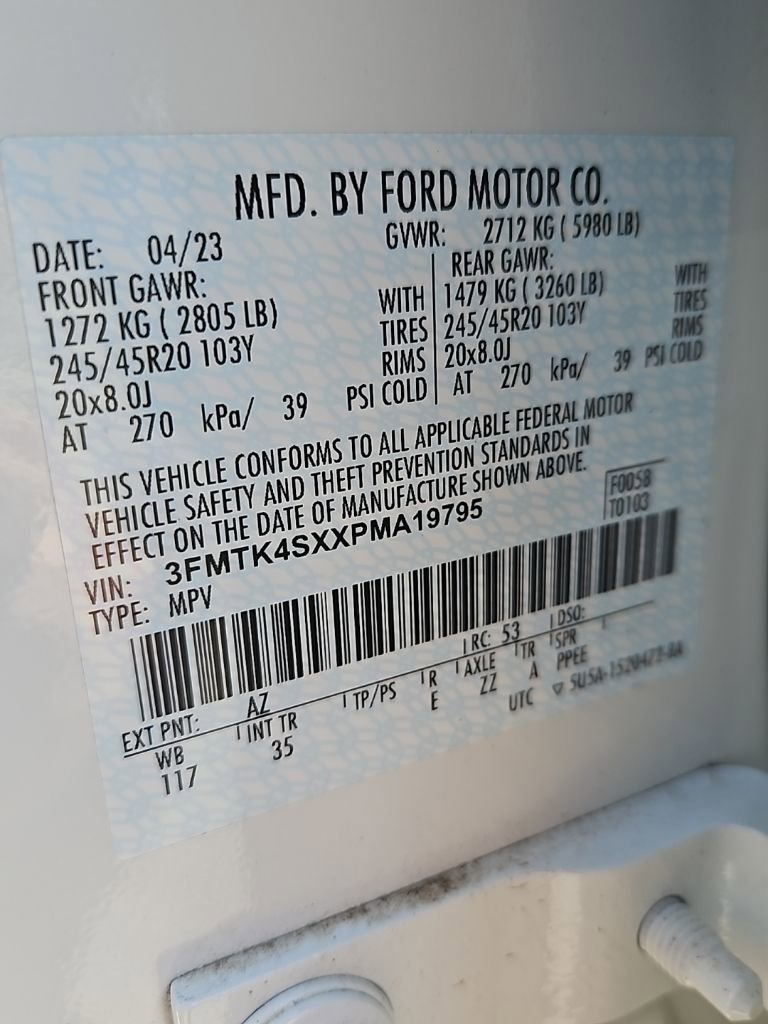 MFD. BY FORD MOTOR CO.
DATE: 04/23 GVWR: 2712 KG ( 5980 LB)
FRONT GAWR: REAR GAWR:
1272 KG ( 2805 LB) WITH 1479 KG ( 3260 LB) WITH
245/45R20 103Y TIRES 245/45R20 103Y TIRES
20x8.0J RIMS 20x8.0J RIMS
AT 270 kPa/ 39 PSI COLD AT 270 kPa/ 39 PSI COLD
THIS VEHICLE CONFORMS TO ALL APPLICABLE FEDERAL MOTOR
VEHICLE SAFETY AND THEFT PREVENTION STANDARDS IN
EFFECT ON THE DATE OF MANUFACTURE SHOWN ABOVE.
F0058
T0103
VIN: 3FMTK4SXXPMA19795
TYPE: MPV
EXT PNT: AZ RC: 53 DSO:
WB INT TR TP/PS R AXLE TR SPR
117 35 E ZZ A PPEE
UTC